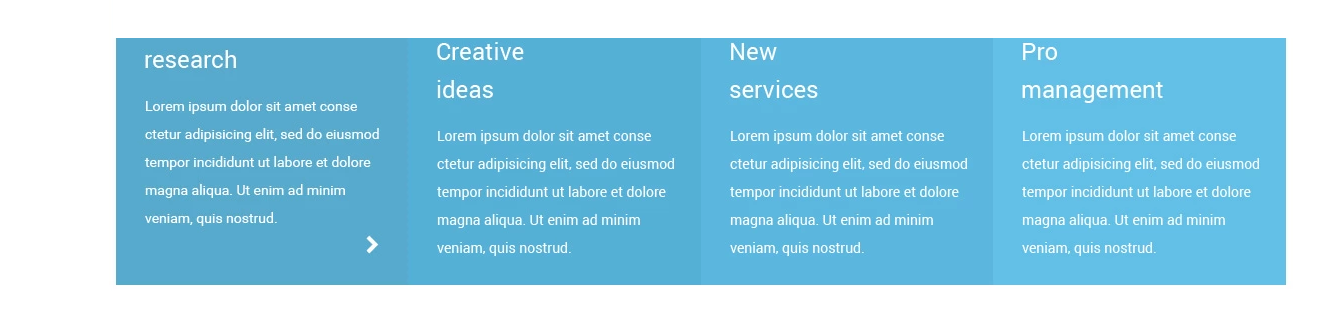 research
Lorem ipsum dolor sit amet conse
ctetur adipisicing elit, sed do eiusmod
tempor incididunt ut labore et dolore
magna aliqua. Ut enim ad minim
veniam, quis nostrud.
Creative
ideas
Lorem ipsum dolor sit amet conse
ctetur adipisicing elit, sed do eiusmod
tempor incididunt ut labore et dolore
magna aliqua. Ut enim ad minim
veniam, quis nostrud.
New
services
Lorem ipsum dolor sit amet conse
ctetur adipisicing elit, sed do eiusmod
tempor incididunt ut labore et dolore
magna aliqua. Ut enim ad minim
veniam, quis nostrud.
Pro
management
Lorem ipsum dolor sit amet conse
ctetur adipisicing elit, sed do eiusmod
tempor incididunt ut labore et dolore
magna aliqua. Ut enim ad minim
veniam, quis nostrud.